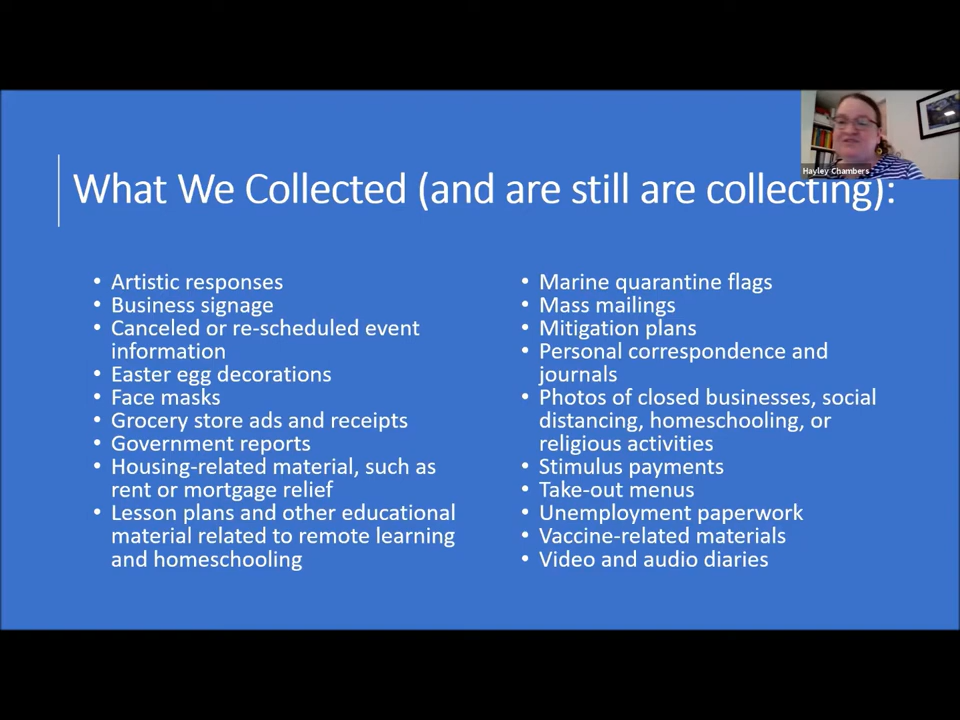 Hayley Chambers
What We Collected (and are still are collecting):
• Artistic responses
• Business signage
• Canceled or re-scheduled event
information
• Easter egg decorations
• Face masks
• Grocery store ads and receipts
• Government reports
• Housing-related material, such as
rent or mortgage relief
• Lesson plans and other educational
material related to remote learning
and homeschooling
• Marine quarantine flags
• Mass mailings
• Mitigation plans
• Personal correspondence and
journals
• Photos of closed businesses, social
distancing, homeschooling, or
religious activities
• Stimulus payments
• Take-out menus
• Unemployment paperwork
• Vaccine-related materials
• Video and audio diaries